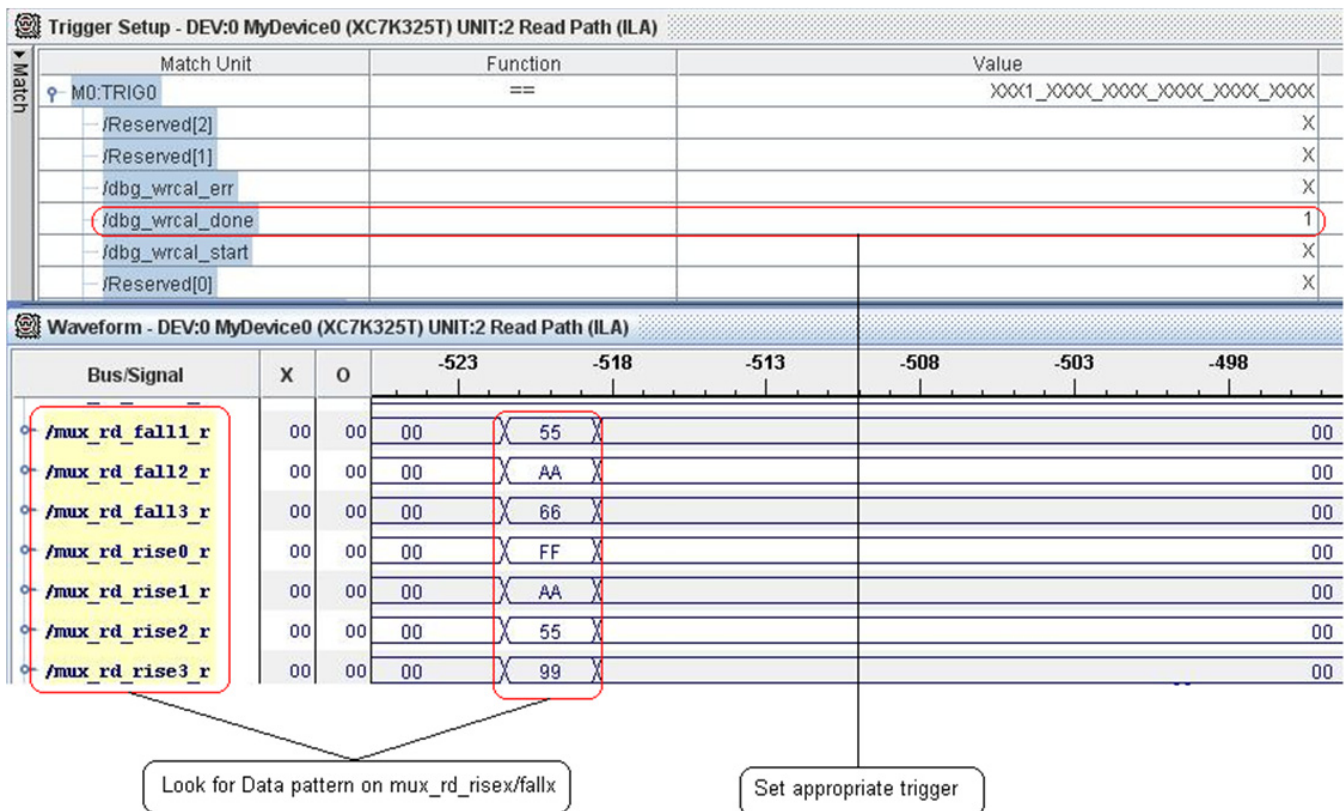 Trigger Setup - DEV:0 MyDevice0 (XC7K325T) UNIT:2 Read Path (ILA)
Match
Match Unit Function Value
M0:TRIG0 == XXX1_XXXX_XXXX_XXXX_XXXX_XXXX
/Reserved[2] X
/Reserved[1] X
/dbg_wrcal_err X
/dbg_wrcal_done 1
/dbg_wrcal_start X
/Reserved[0] X
Waveform - DEV:0 MyDevice0 (XC7K325T) UNIT:2 Read Path (ILA)
Bus/Signal X O -523 -518 -513 -508 -503 -498
/mux_rd_fall1_r 00 00 00 55 00
/mux_rd_fall2_r 00 00 00 AA 00
/mux_rd_fall3_r 00 00 00 66 00
/mux_rd_rise0_r 00 00 00 FF 00
/mux_rd_rise1_r 00 00 00 AA 00
/mux_rd_rise2_r 00 00 00 55 00
/mux_rd_rise3_r 00 00 00 99 00
Look for Data pattern on mux_rd_risex/fallx
Set appropriate trigger